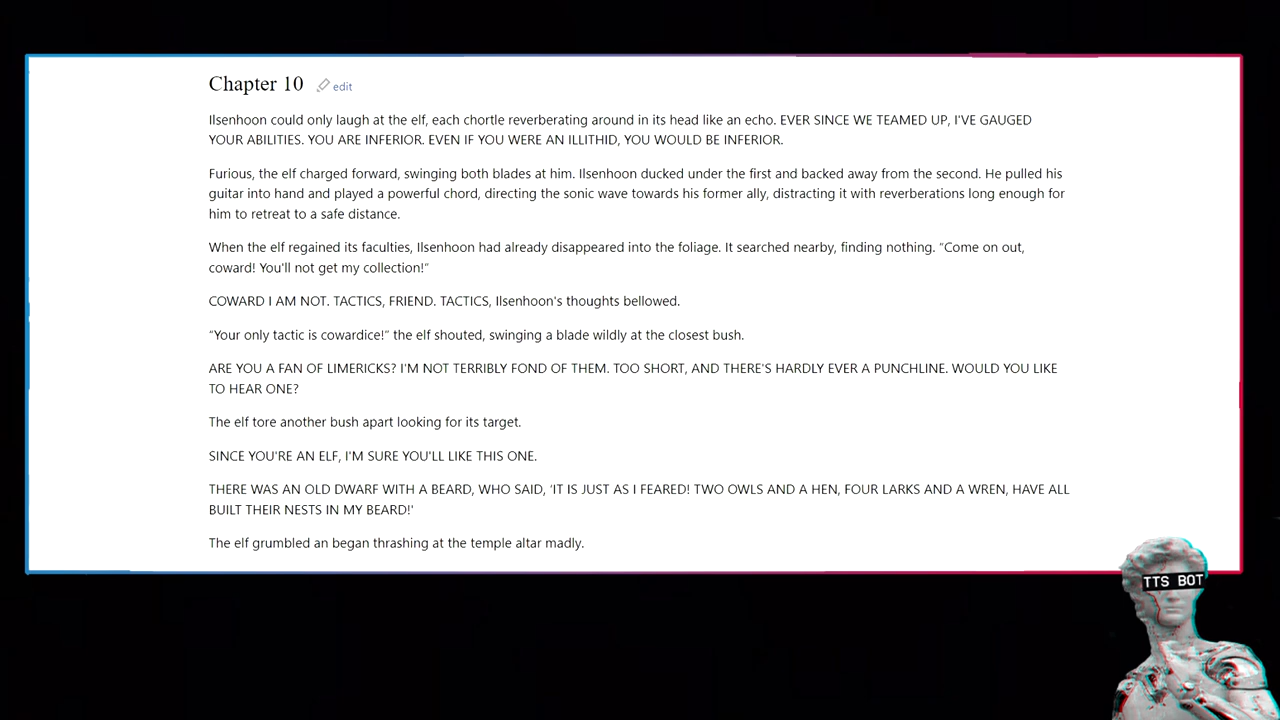 Chapter 10 edit
Ilsenhoon could only laugh at the elf, each chortle reverberating around in its head like an echo. EVER SINCE WE TEAMED UP, I'VE GAUGED
YOUR ABILITIES. YOU ARE INFERIOR. EVEN IF YOU WERE AN ILLITHID, YOU WOULD BE INFERIOR.
Furious, the elf charged forward, swinging both blades at him. Ilsenhoon ducked under the first and backed away from the second. He pulled his
guitar into hand and played a powerful chord, directing the sonic wave towards his former ally, distracting it with reverberations long enough for
him to retreat to a safe distance.
When the elf regained its faculties, Ilsenhoon had already disappeared into the foliage. It searched nearby, finding nothing. “Come on out,
coward! You'll not get my collection!”
COWARD I AM NOT. TACTICS, FRIEND. TACTICS, Ilsenhoon's thoughts bellowed.
“Your only tactic is cowardice!” the elf shouted, swinging a blade wildly at the closest bush.
ARE YOU A FAN OF LIMERICKS? I'M NOT TERRIBLY FOND OF THEM. TOO SHORT, AND THERE'S HARDLY EVER A PUNCHLINE. WOULD YOU LIKE
TO HEAR ONE?
The elf tore another bush apart looking for its target.
SINCE YOU'RE AN ELF, I'M SURE YOU'LL LIKE THIS ONE.
THERE WAS AN OLD DWARF WITH A BEARD, WHO SAID, 'IT IS JUST AS I FEARED! TWO OWLS AND A HEN, FOUR LARKS AND A WREN, HAVE ALL
BUILT THEIR NESTS IN MY BEARD!'
The elf grumbled an began thrashing at the temple altar madly.
TTS BOT